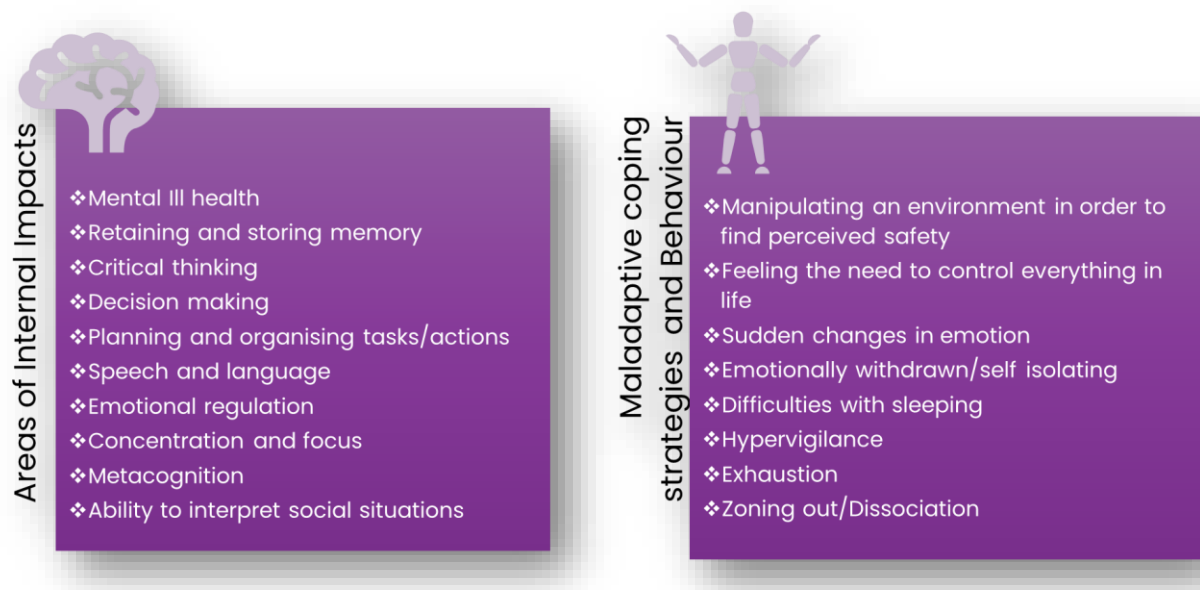 Areas of Internal Impacts
❖Mental Ill health
❖Retaining and storing memory
❖Critical thinking
❖Decision making
❖Planning and organising tasks/actions
❖Speech and language
❖Emotional regulation
❖Concentration and focus
❖Metacognition
❖Ability to interpret social situations
Maladaptive coping
strategies and Behaviour
❖Manipulating an environment in order to
find perceived safety
❖Feeling the need to control everything in
life
❖Sudden changes in emotion
❖Emotionally withdrawn/self isolating
❖Difficulties with sleeping
❖Hypervigilance
❖Exhaustion
❖Zoning out/Dissociation